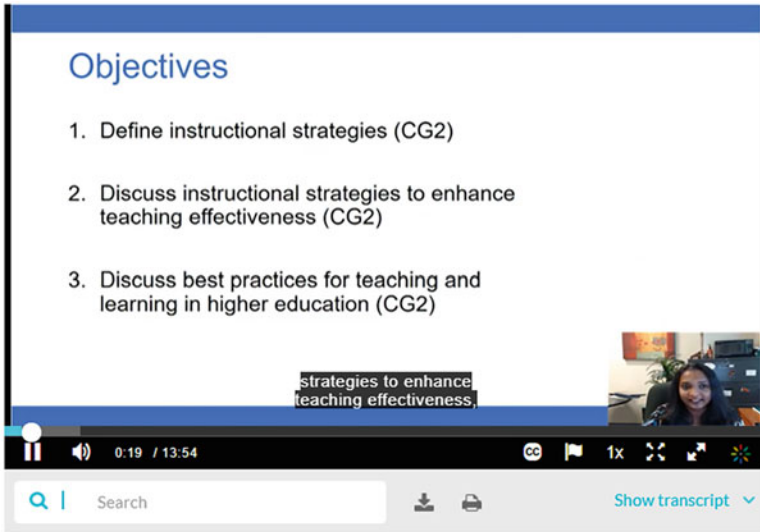 Objectives
1. Define instructional strategies (CG2)
2. Discuss instructional strategies to enhance
teaching effectiveness (CG2)
3. Discuss best practices for teaching and
learning in higher education (CG2)
strategies to enhance
teaching effectiveness,
0:19 / 13:54
CC
1x
Search
Show transcript